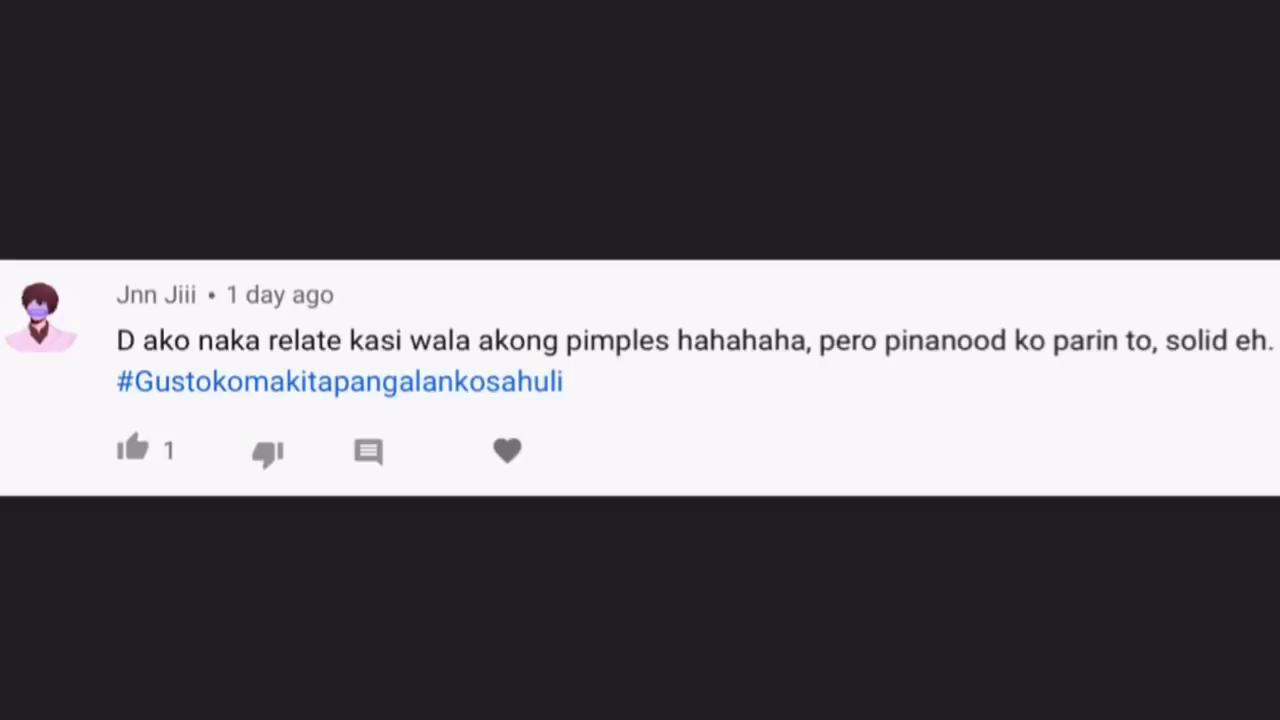 Jnn Jiii • 1 day ago
D ako naka relate kasi wala akong pimples hahahaha, pero pinanood ko parin to, solid eh.
#Gustokomakitapangalankosahuli
1